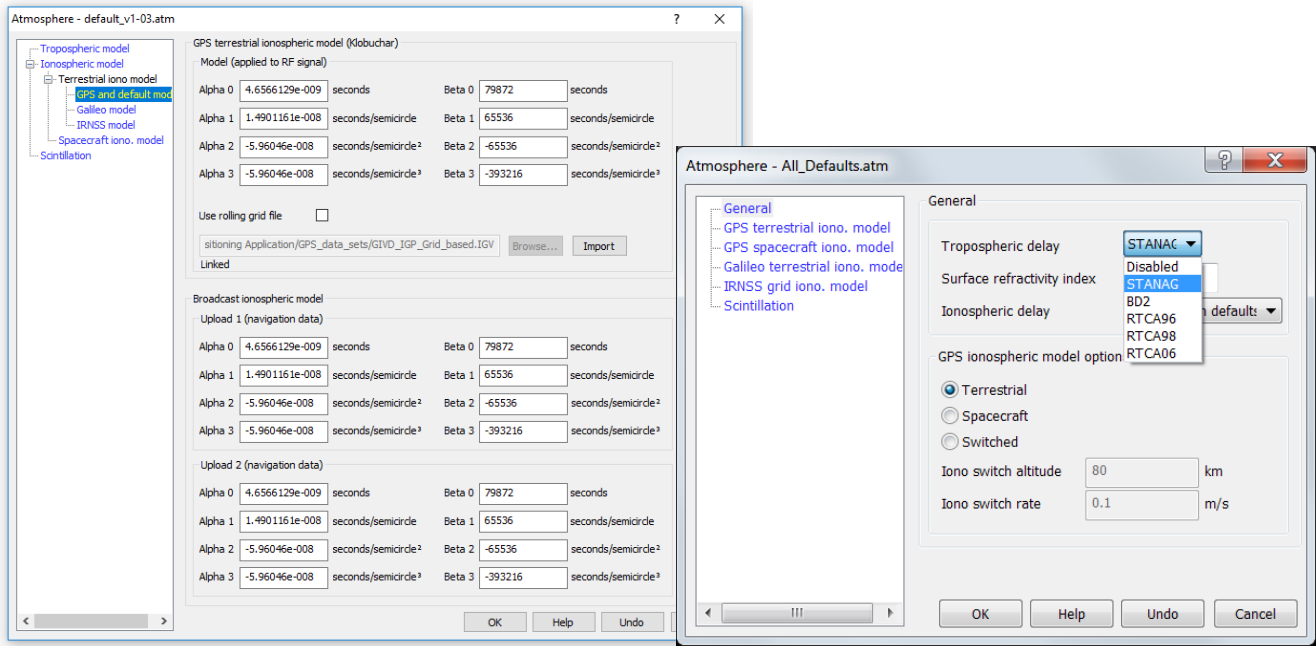 Atmosphere - default_v1-03.atm
?
Tropospheric model
Ionospheric model
Terrestrial iono model
GPS and default mod
Galileo model
IRNSS model
Spacecraft iono. model
Scintillation
GPS terrestrial ionospheric model (Klobuchar)
Model (applied to RF signal)
Alpha 0 4.6566129e-009 seconds Beta 0 79872 seconds
Alpha 1 1.4901161e-008 seconds/semicircle Beta 1 65536 seconds/semicircle
Alpha 2 -5.96046e-008 seconds/semicircle² Beta 2 -65536 seconds/semicircle²
Alpha 3 -5.96046e-008 seconds/semicircle³ Beta 3 -393216 seconds/semicircle³
Use rolling grid file
sitioning Application/GPS_data_sets/GIVD_IGP_Grid_based.IGV Browse... Import
Linked
Broadcast ionospheric model
Upload 1 (navigation data)
Alpha 0 4.6566129e-009 seconds Beta 0 79872 seconds
Alpha 1 1.4901161e-008 seconds/semicircle Beta 1 65536 seconds/semicircle
Alpha 2 -5.96046e-008 seconds/semicircle² Beta 2 -65536 seconds/semicircle²
Alpha 3 -5.96046e-008 seconds/semicircle³ Beta 3 -393216 seconds/semicircle³
Upload 2 (navigation data)
Alpha 0 4.6566129e-009 seconds Beta 0 79872 seconds
Alpha 1 1.4901161e-008 seconds/semicircle Beta 1 65536 seconds/semicircle
Alpha 2 -5.96046e-008 seconds/semicircle² Beta 2 -65536 seconds/semicircle²
Alpha 3 -5.96046e-008 seconds/semicircle³ Beta 3 -393216 seconds/semicircle³
OK Help Undo
Atmosphere - All_Defaults.atm
?
General
GPS terrestrial iono. model
GPS spacecraft iono. model
Galileo terrestrial iono. mode
IRNSS grid iono. model
Scintillation
General
Tropospheric delay STANAG
Disabled
Surface refractivity index STANAG
BD2
Ionospheric delay RTCA96 defaults
RTCA98
RTCA06
GPS ionospheric model option
Terrestrial
Spacecraft
Switched
Iono switch altitude 80 km
Iono switch rate 0.1 m/s
OK Help Undo Cancel